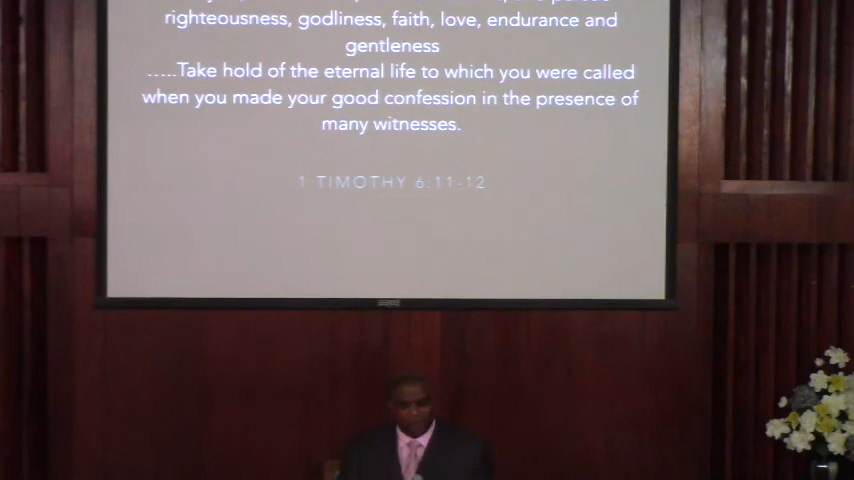 righteousness, godliness, faith, love, endurance and
gentleness
.....Take hold of the eternal life to which you were called
when you made your good confession in the presence of
many witnesses.
1 TIMOTHY 6:11-12